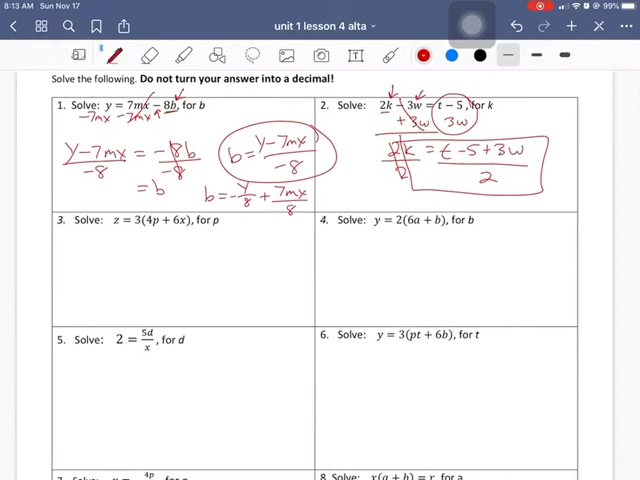 8:13 AM Sun Nov 17
99%
unit 1 lesson 4 alta
Solve the following. Do not turn your answer into a decimal!
1. Solve: y = 7mx − 8b, for b
−7mx −7mx
y − 7mx = −8b
−8 −8
= b
b = y − 7mx
−8
b = −y/8 + 7mx/8
2. Solve: 2k − 3w = t − 5, for k
+ 3w 3w
2k = t − 5 + 3w
2 2
3. Solve: z = 3(4p + 6x), for p
4. Solve: y = 2(6a + b), for b
5. Solve: 2 = 5d/x, for d
6. Solve: y = 3(pt + 6b), for t
4p
8. Solve: x(a + b) = r, for a